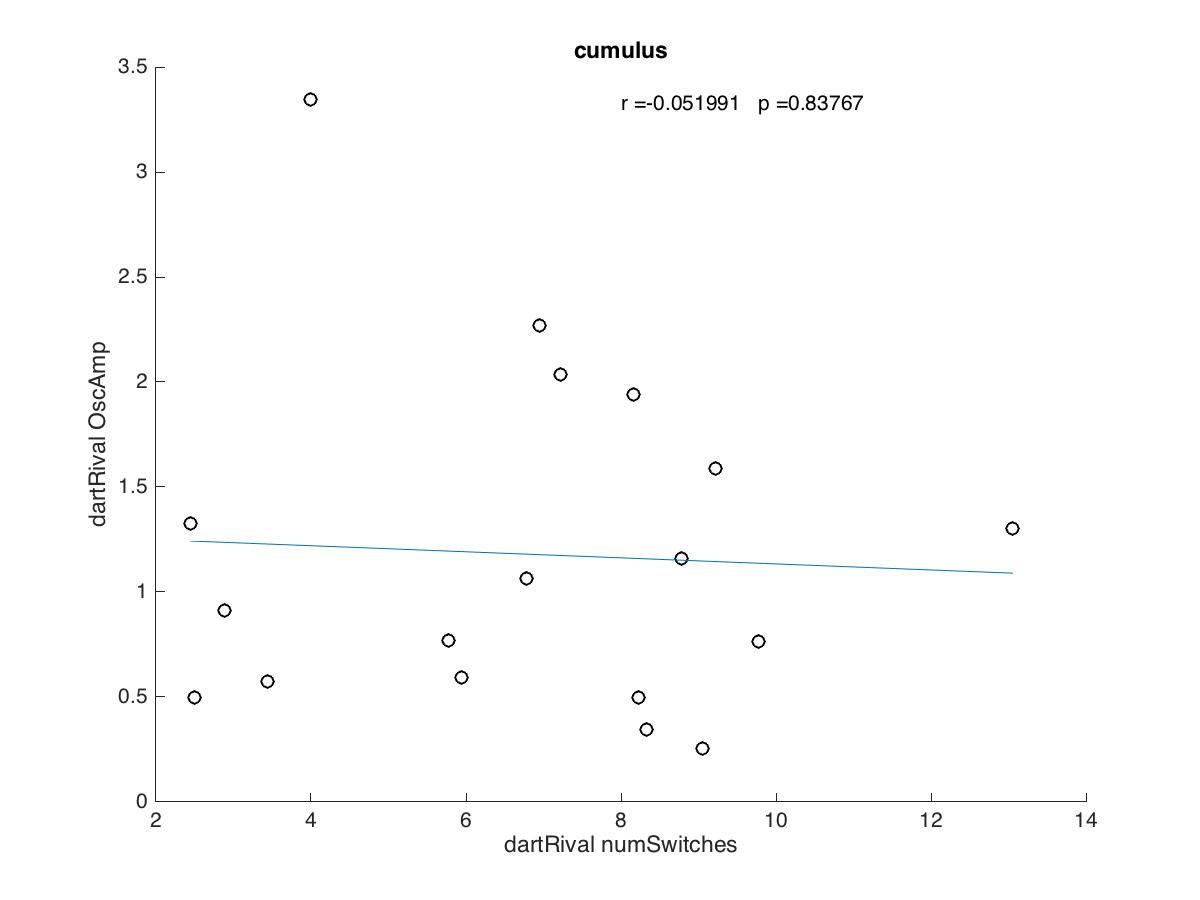 cumulus
r =-0.051991 p =0.83767
3.5
3
2.5
2
1.5
1
0.5
0
dartRival OscAmp
2 4 6 8 10 12 14
dartRival numSwitches